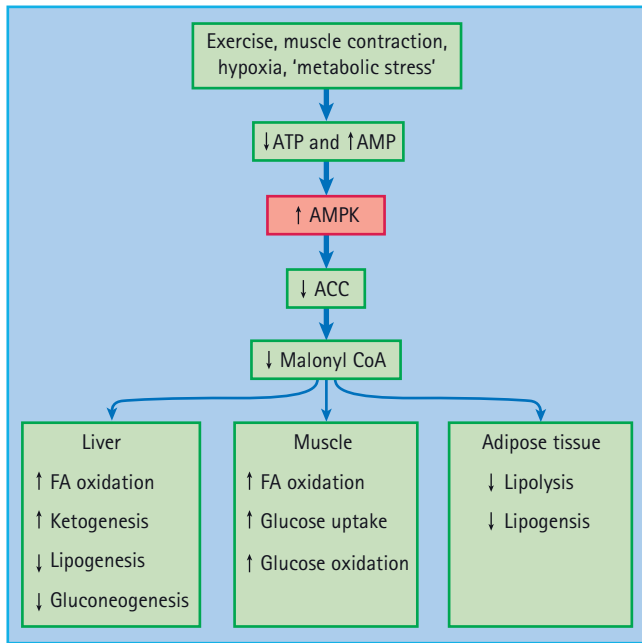 Exercise, muscle contraction,
hypoxia, ‘metabolic stress’
↓ATP and ↑AMP
↑ AMPK
↓ ACC
↓ Malonyl CoA
Liver
↑ FA oxidation
↑ Ketogenesis
↓ Lipogenesis
↓ Gluconeogenesis
Muscle
↑ FA oxidation
↑ Glucose uptake
↑ Glucose oxidation
Adipose tissue
↓ Lipolysis
↓ Lipogensis